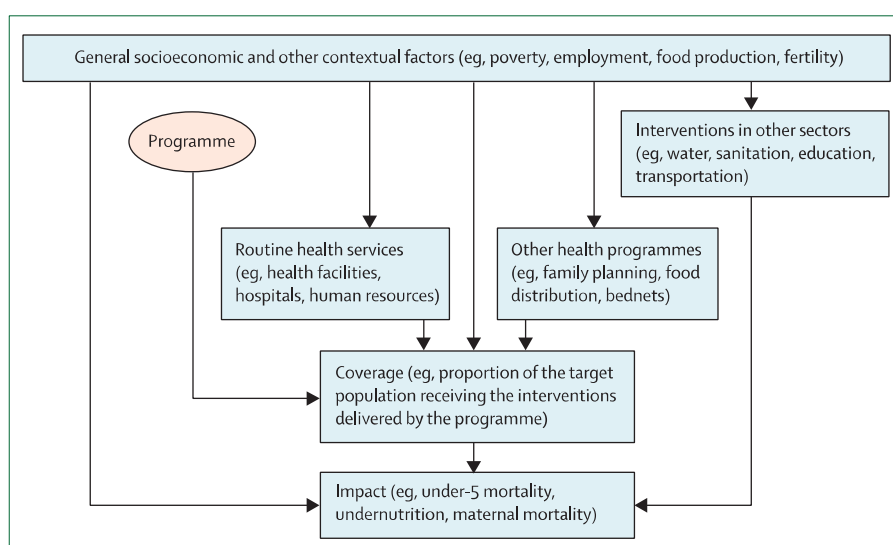 General socioeconomic and other contextual factors (eg, poverty, employment, food production, fertility)
Programme
Interventions in other sectors
(eg, water, sanitation, education,
transportation)
Routine health services
(eg, health facilities,
hospitals, human resources)
Other health programmes
(eg, family planning, food
distribution, bednets)
Coverage (eg, proportion of the target
population receiving the interventions
delivered by the programme)
Impact (eg, under-5 mortality,
undernutrition, maternal mortality)